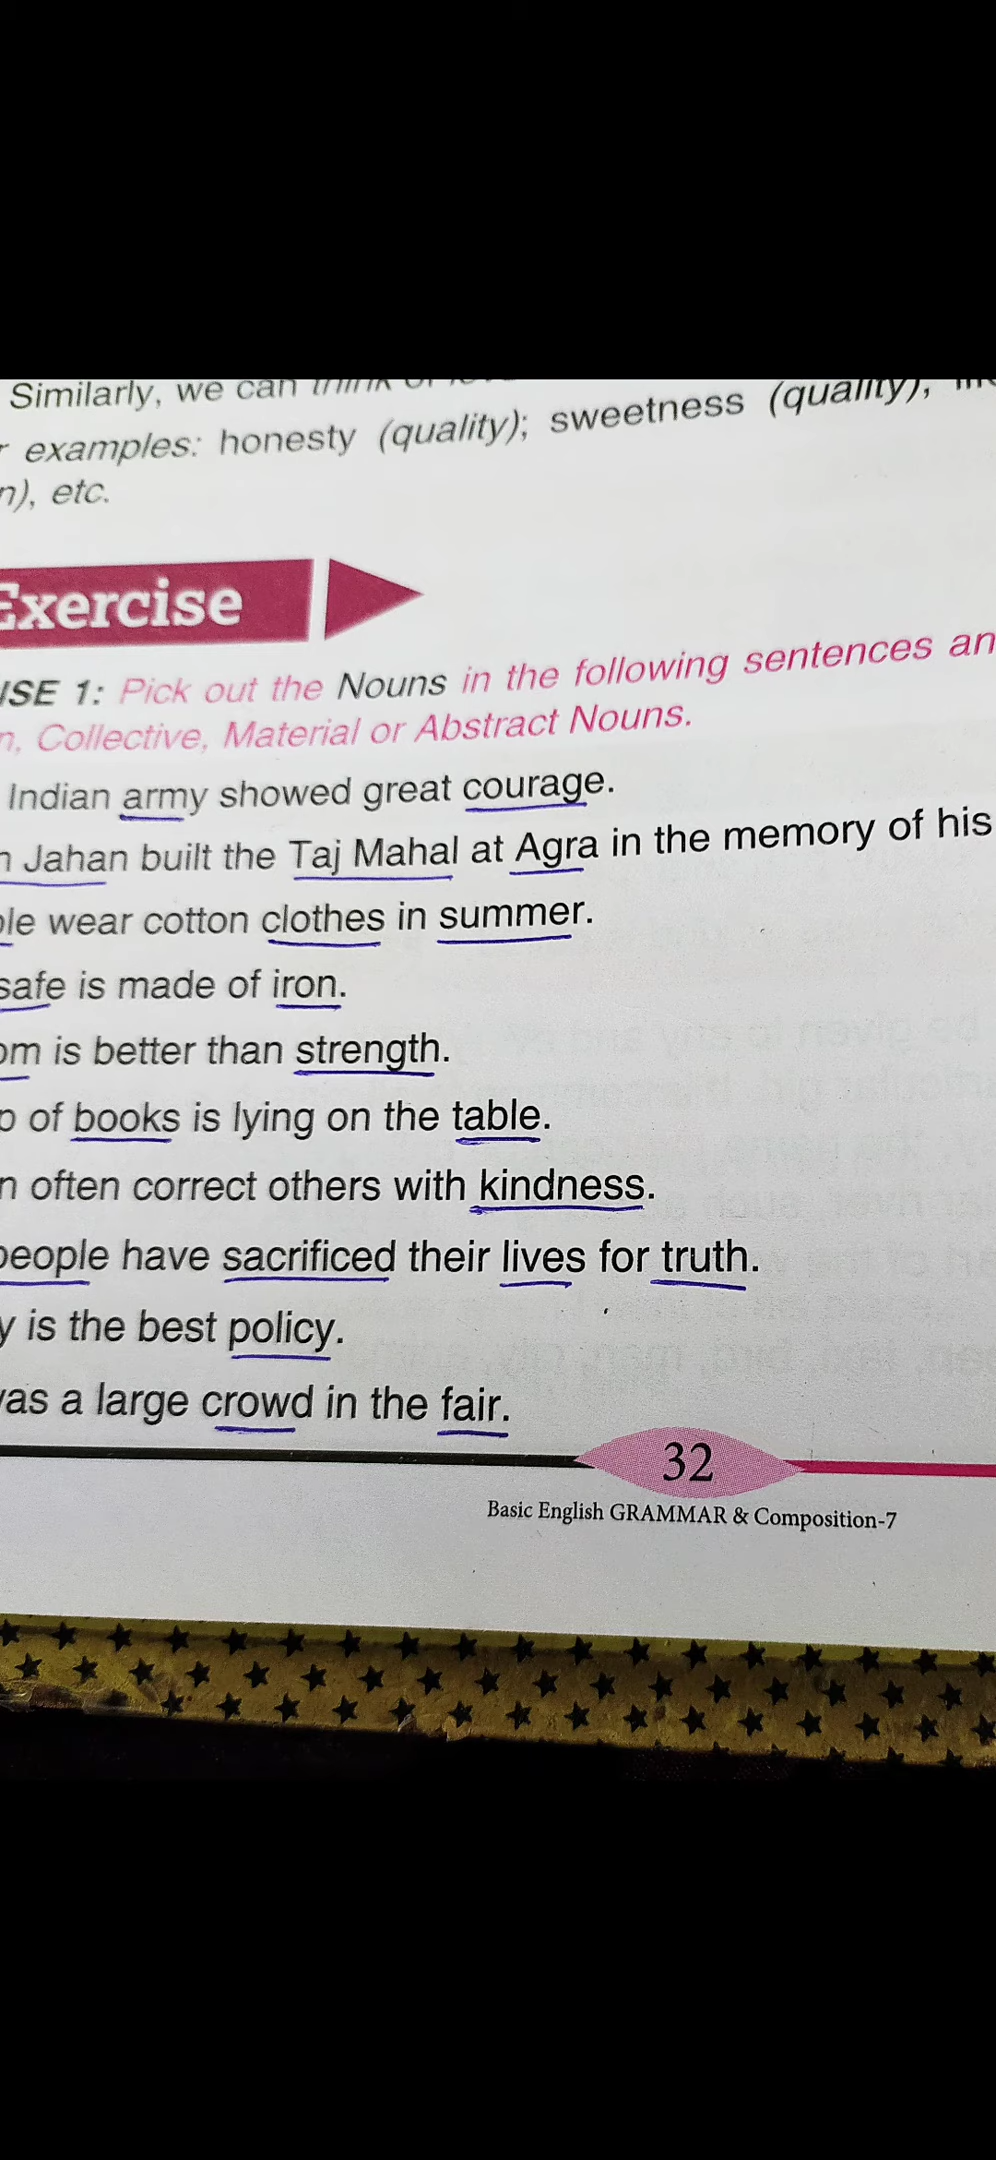 Similarly, we can think of
examples: honesty (quality); sweetness (quality),
n), etc.
Exercise
ISE 1: Pick out the Nouns in the following sentences an
n, Collective, Material or Abstract Nouns.
Indian army showed great courage.
n Jahan built the Taj Mahal at Agra in the memory of his
ple wear cotton clothes in summer.
safe is made of iron.
om is better than strength.
p of books is lying on the table.
n often correct others with kindness.
people have sacrificed their lives for truth.
y is the best policy.
was a large crowd in the fair.
32
Basic English GRAMMAR & Composition-7